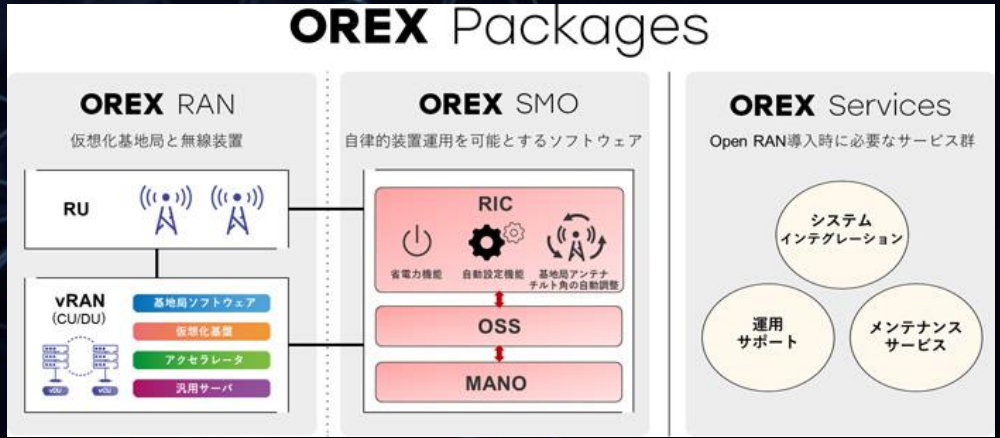 OREX Packages
OREX RAN
仮想化基地局と無線装置
RU
vRAN
(CU/DU)
基地局ソフトウェア
仮想化基盤
アクセラレータ
汎用サーバ
vDU
vCU
OREX SMO
自律的装置運用を可能とするソフトウェア
RIC
省電力機能
自動設定機能
基地局アンテナ
チルト角の自動調整
OSS
MANO
OREX Services
Open RAN導入時に必要なサービス群
システム
インテグレーション
運用
サポート
メンテナンス
サービス